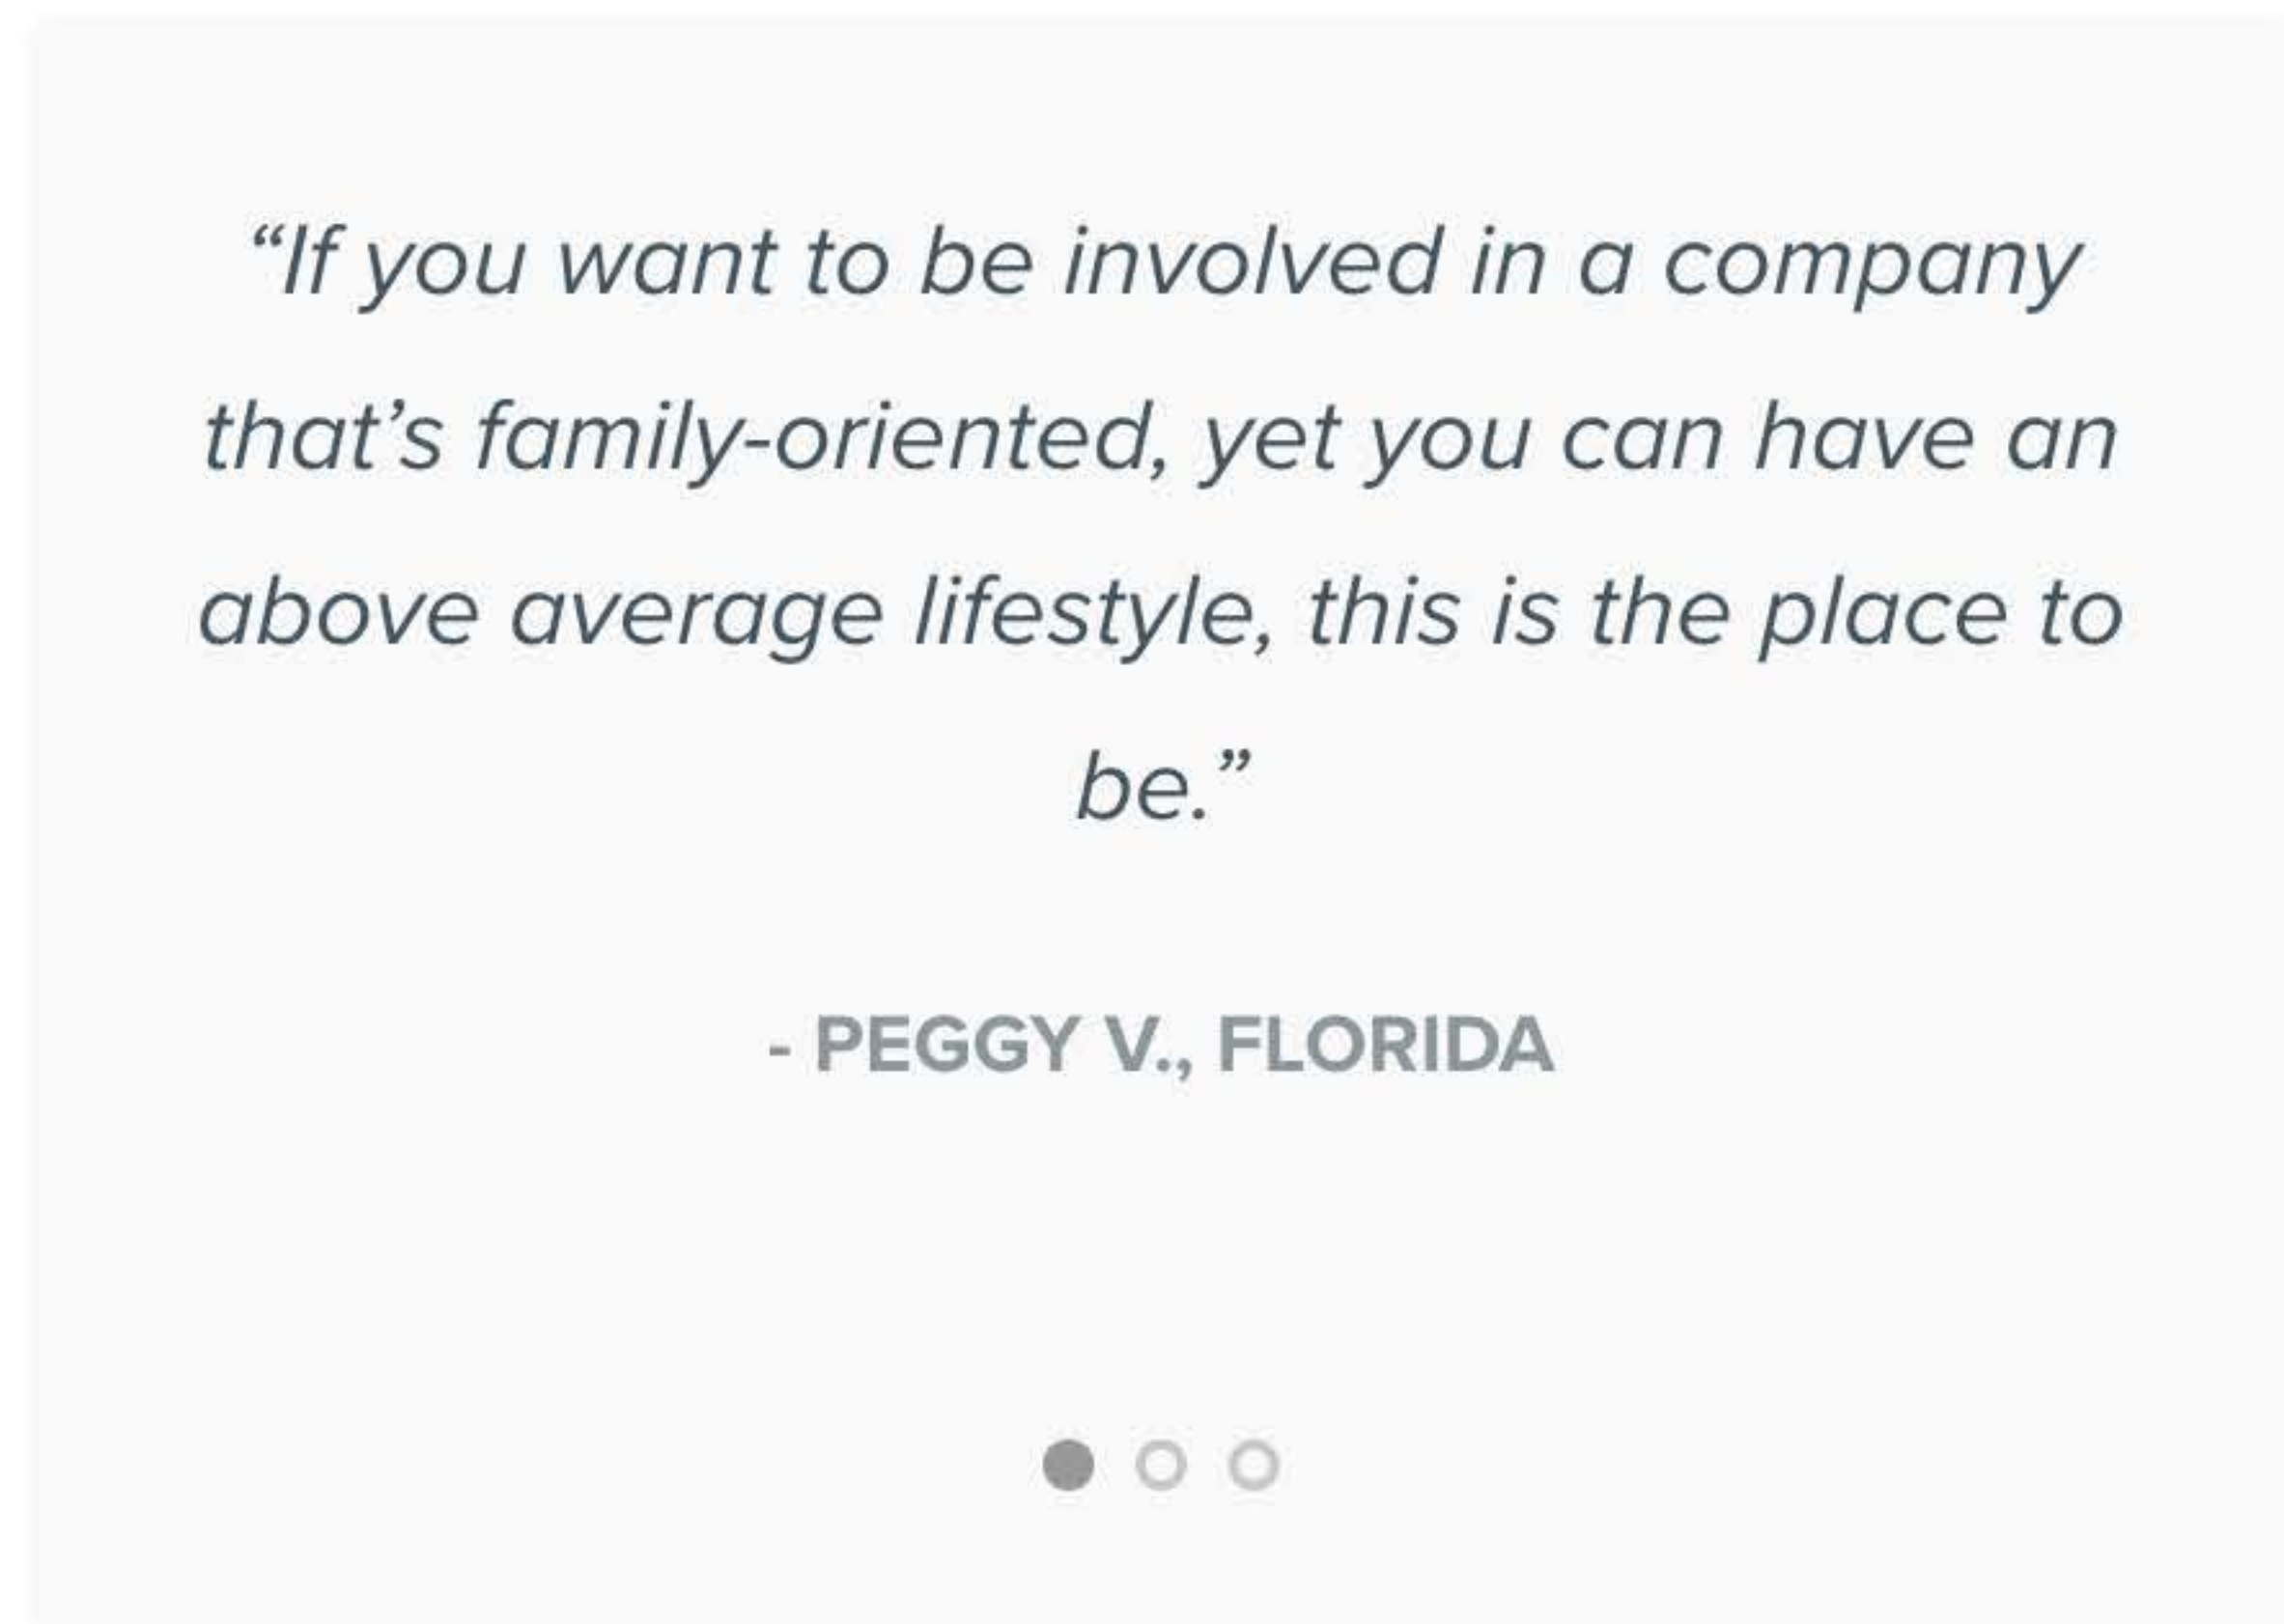 “If you want to be involved in a company
that’s family-oriented, yet you can have an
above average lifestyle, this is the place to
be.”
- PEGGY V., FLORIDA